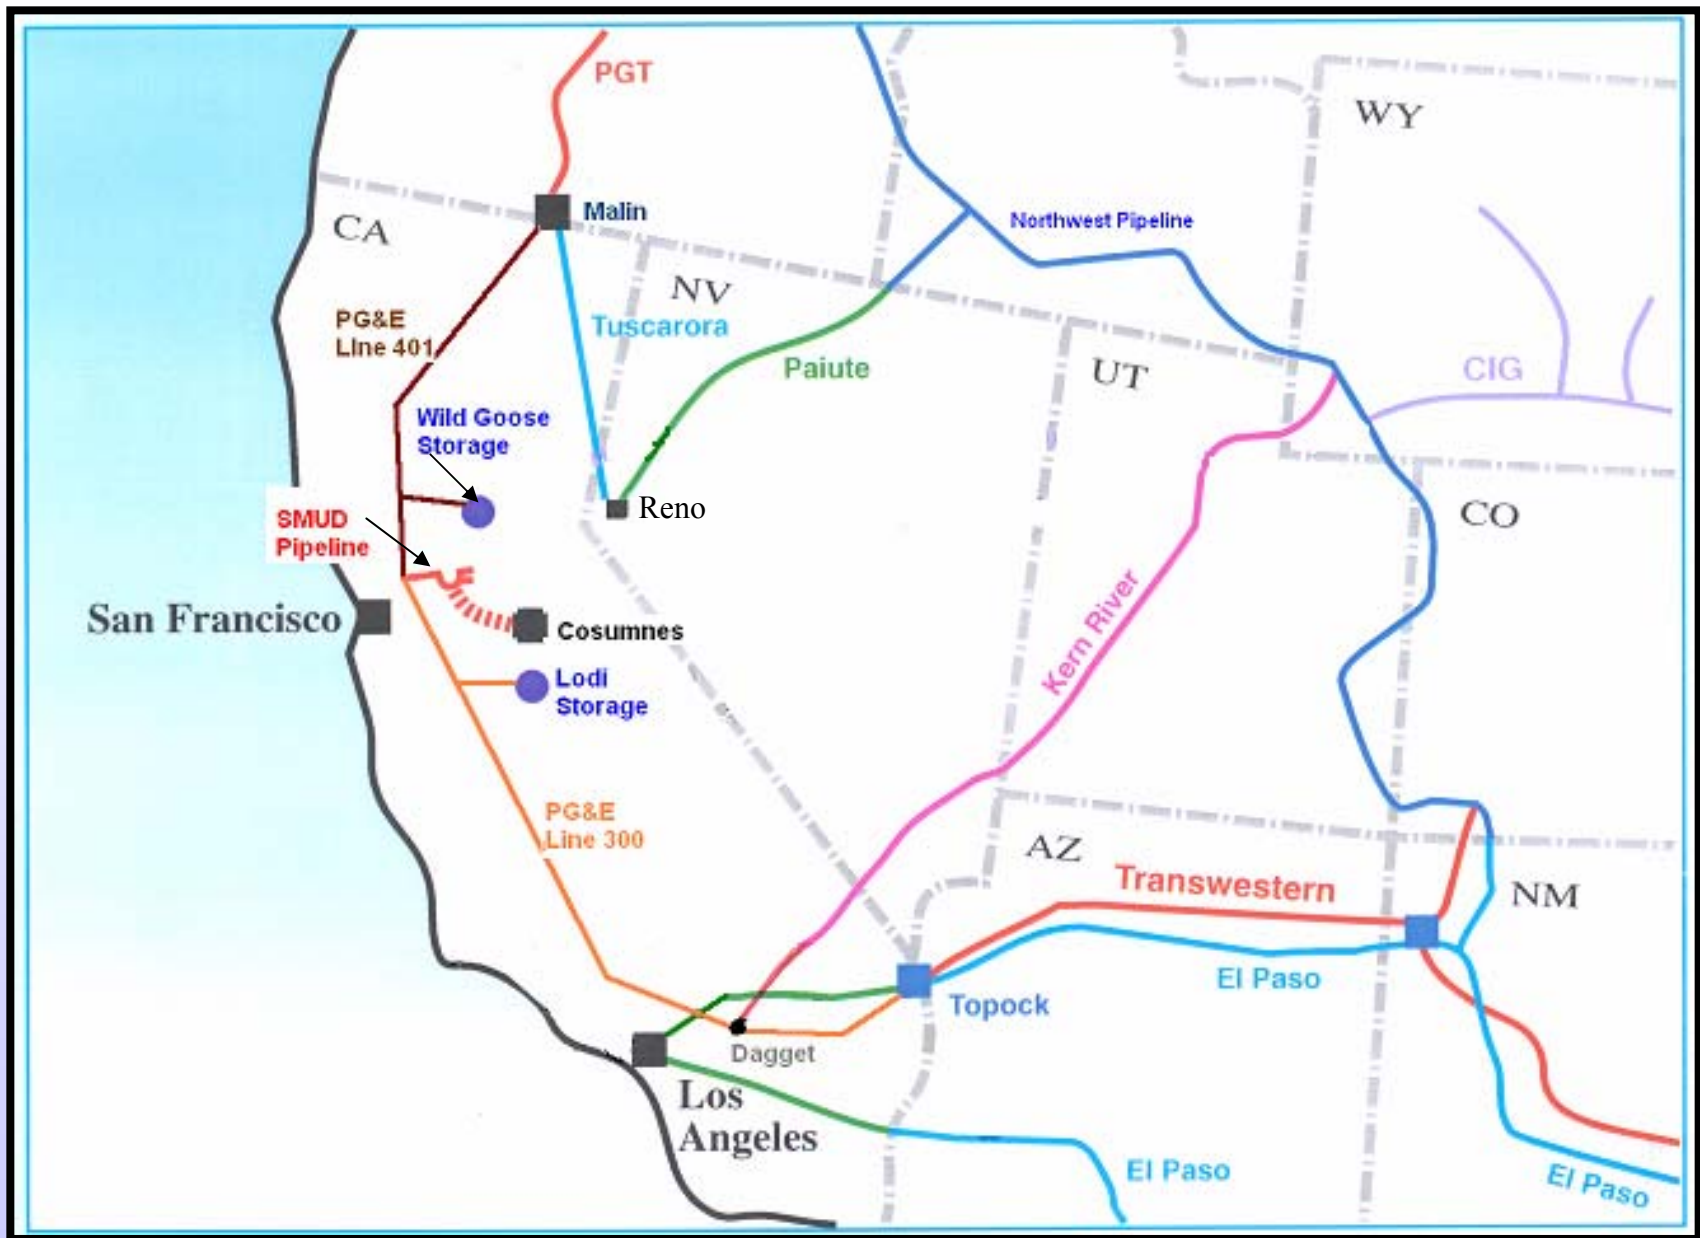 PGT
WY
Malin
CA
Northwest Pipeline
NV
PG&E
Line 401
Tuscarora
Paiute
UT
CIG
Wild Goose
Storage
Reno
CO
SMUD
Pipeline
San Francisco
Cosumnes
Kern River
Lodi
Storage
PG&E
Line 300
AZ
Transwestern
NM
El Paso
Topock
Dagget
Los
Angeles
El Paso
El Paso